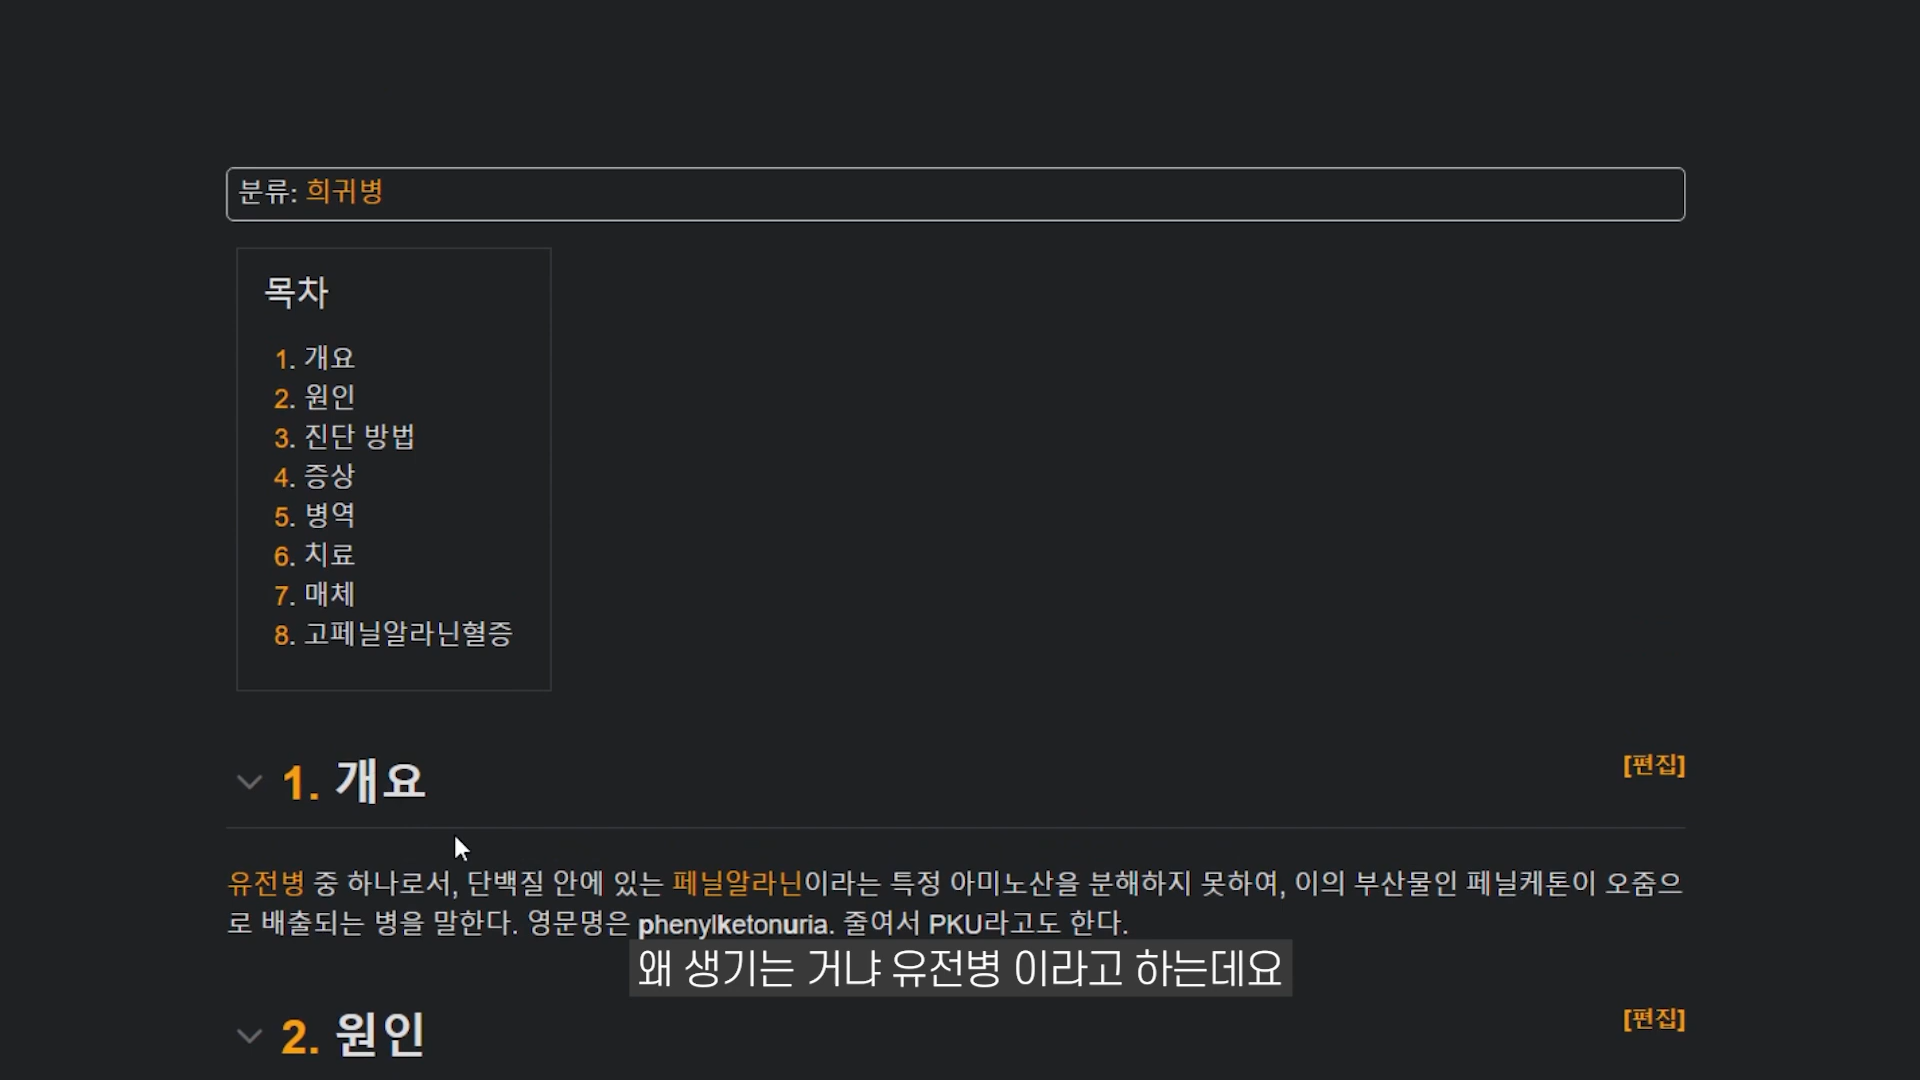 분류: 희귀병
목차
1. 개요
2. 원인
3. 진단 방법
4. 증상
5. 병역
6. 치료
7. 매체
8. 고페닐알라닌혈증
1. 개요
[편집]
유전병 중 하나로서, 단백질 안에 있는 페닐알라닌이라는 특정 아미노산을 분해하지 못하여, 이의 부산물인 페닐케톤이 오줌으
로 배출되는 병을 말한다. 영문명은 phenylketonuria. 줄여서 PKU라고도 한다.
왜 생기는 거냐 유전병 이라고 하는데요
2. 원인
[편집]